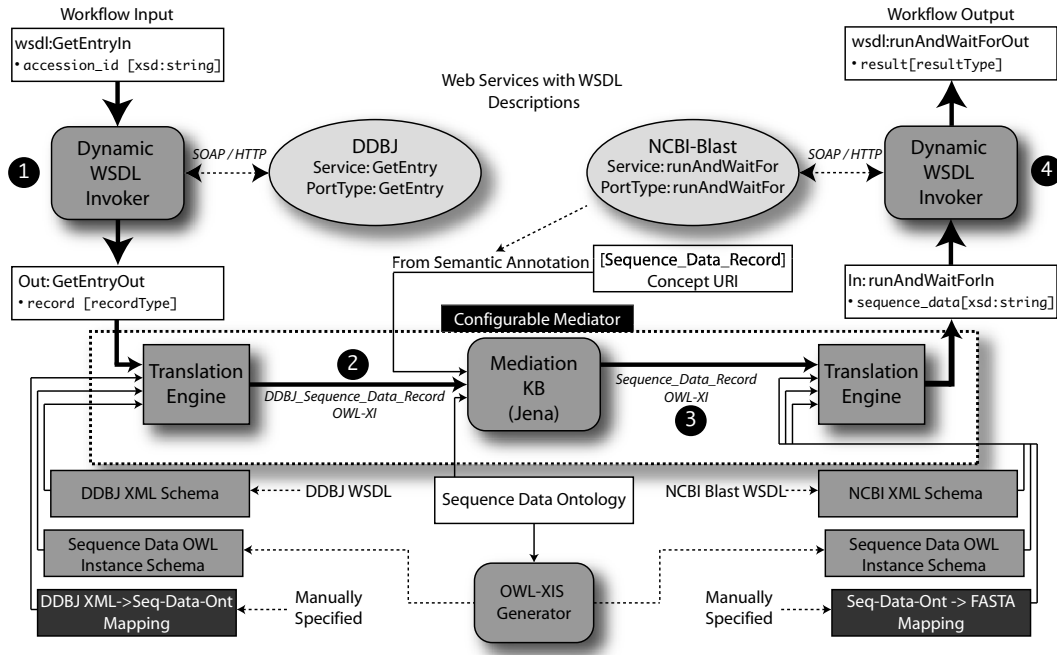 Workflow Input
wsdl:GetEntryIn
• accession_id [xsd:string]
Workflow Output
wsdl:runAndWaitForOut
• result[resultType]
Web Services with WSDL
Descriptions
1
Dynamic
WSDL
Invoker
SOAP / HTTP
DDBJ
Service: GetEntry
PortType: GetEntry
NCBI-Blast
Service: runAndWaitFor
PortType: runAndWaitFor
SOAP / HTTP
Dynamic
WSDL
Invoker
4
Out: GetEntryOut
• record [recordType]
From Semantic Annotation
[Sequence_Data_Record]
Concept URI
In: runAndWaitForIn
• sequence_data[xsd:string]
Configurable Mediator
Translation
Engine
2
DDBJ_Sequence_Data_Record
OWL-XI
Mediation
KB
(Jena)
Sequence_Data_Record
OWL-XI
3
Translation
Engine
DDBJ XML Schema
DDBJ WSDL
Sequence Data Ontology
NCBI Blast WSDL
NCBI XML Schema
Sequence Data OWL
Instance Schema
Sequence Data OWL
Instance Schema
DDBJ XML->Seq-Data-Ont
Mapping
Manually
Specified
OWL-XIS
Generator
Manually
Specified
Seq-Data-Ont -> FASTA
Mapping